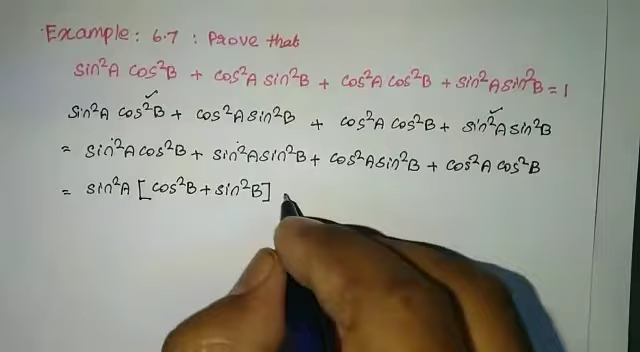 Example: 6.7 : Prove that
sin²A cos²B + cos²A sin²B + cos²A cos²B + sin²A sin²B = 1
sin²A cos²B + cos²A sin²B + cos²A cos²B + sin²A sin²B
= sin²A cos²B + sin²A sin²B + cos²A sin²B + cos²A cos²B
= sin²A [cos²B + sin²B]